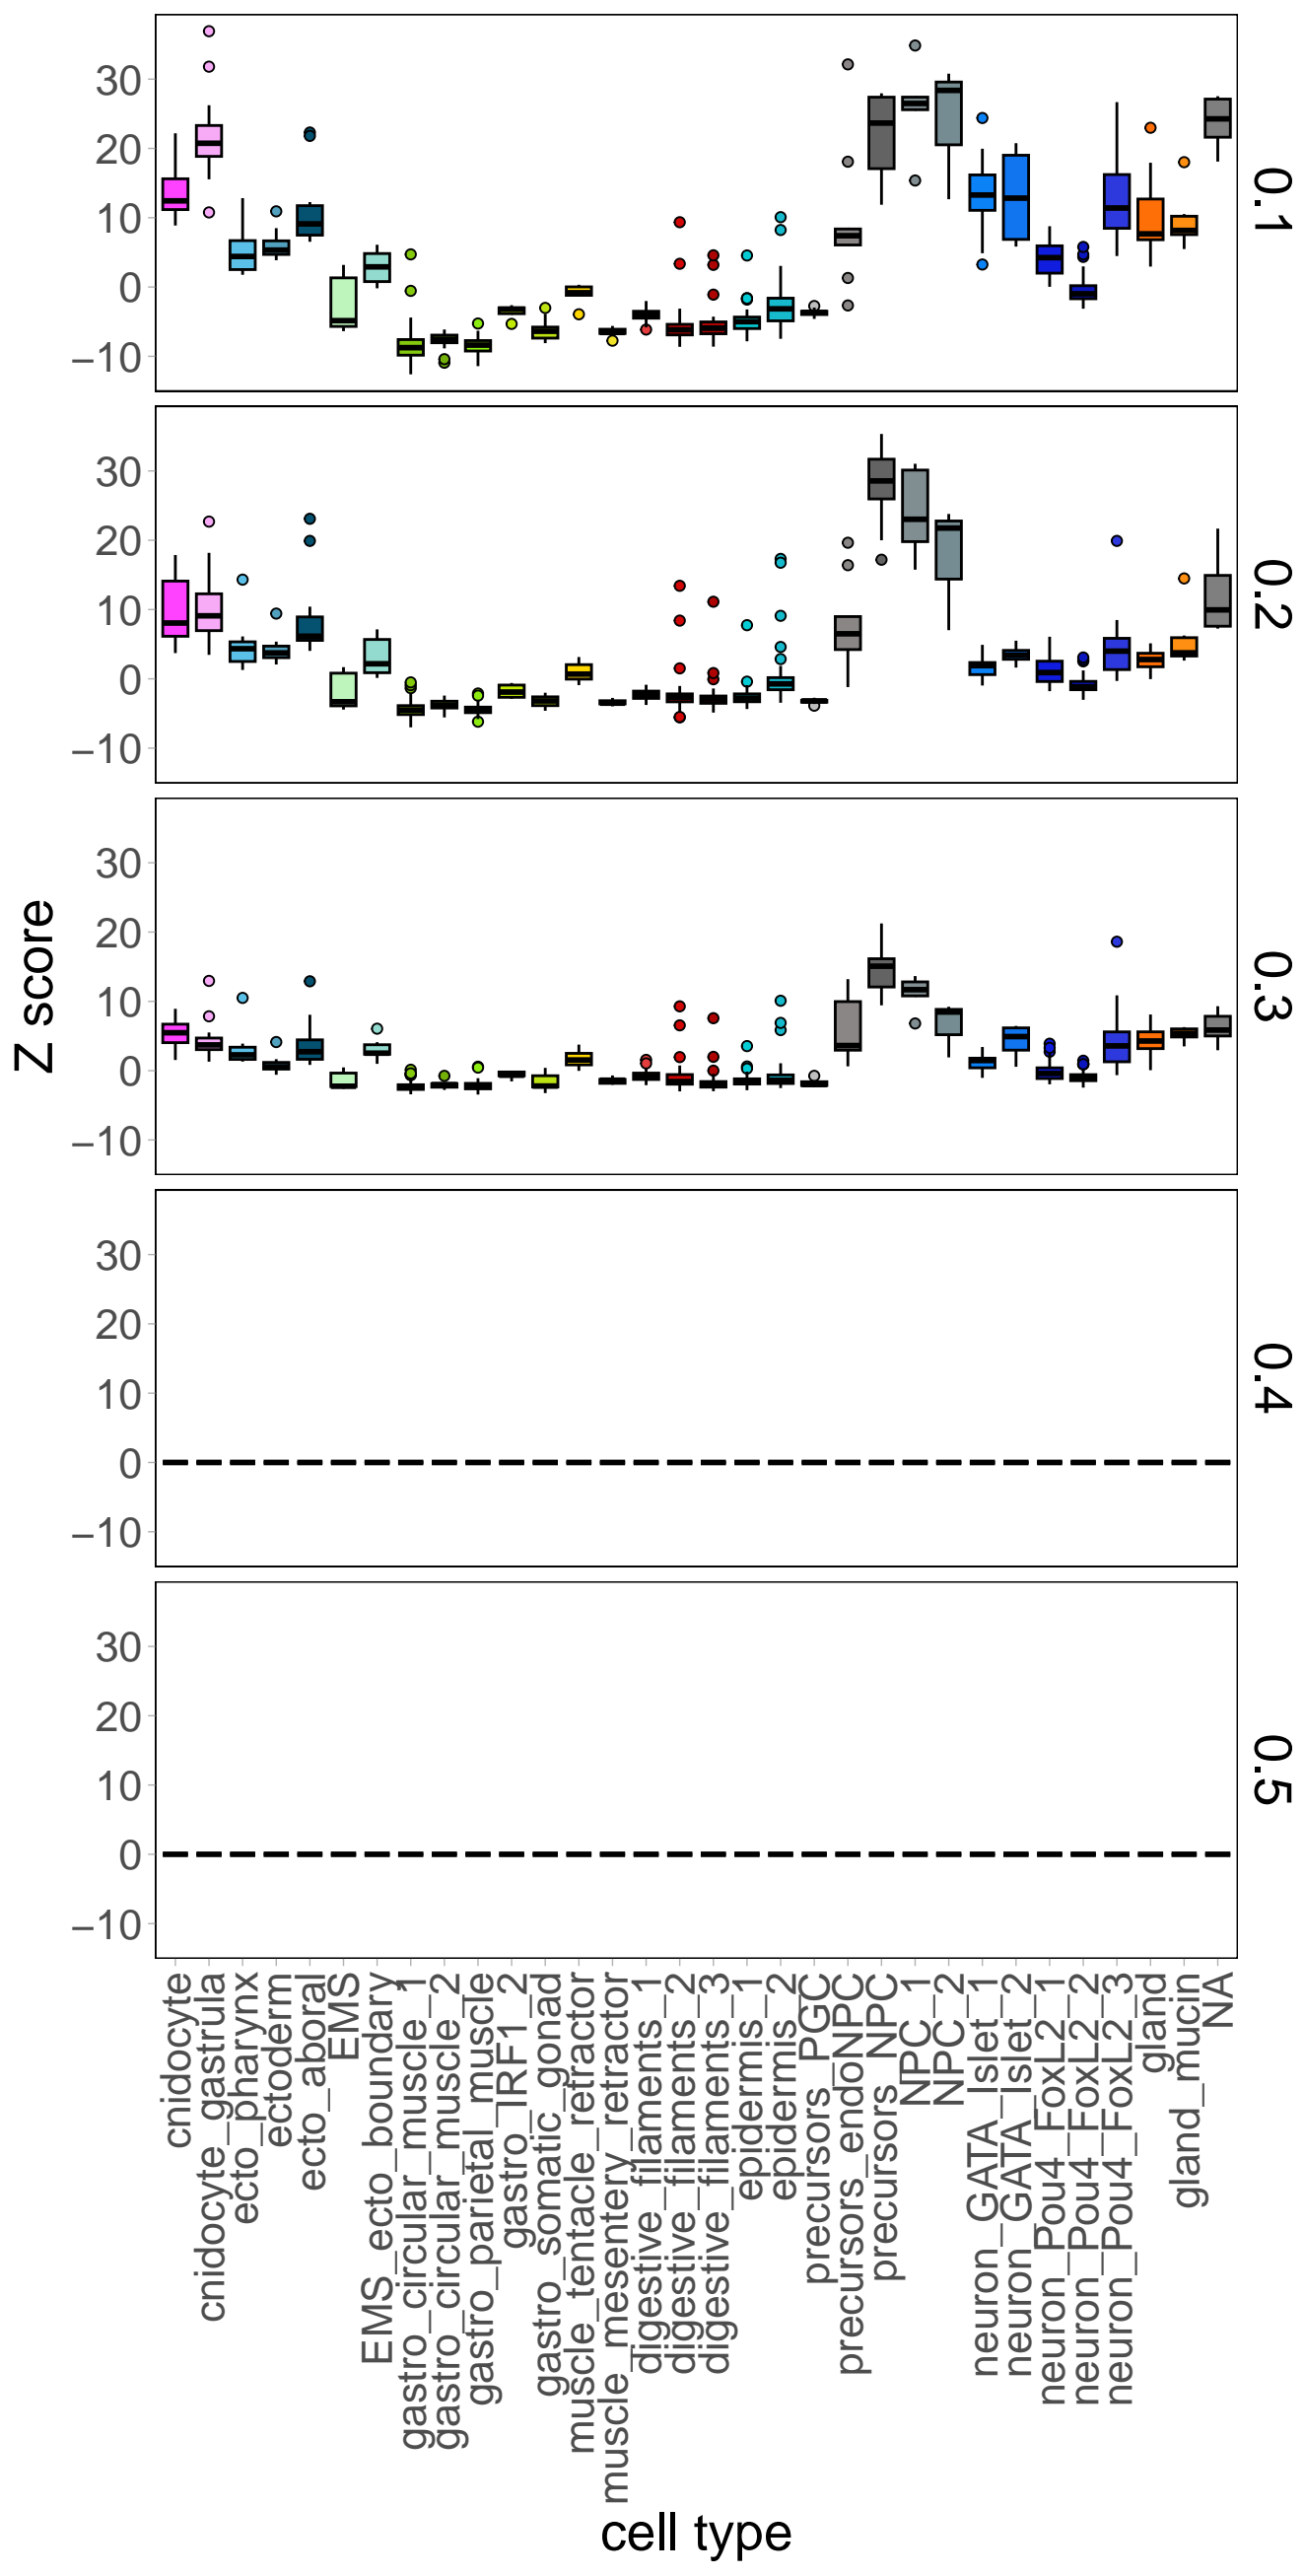 30
20
10
0
−10
0.1
30
20
10
0
−10
0.2
30
20
10
0
−10
0.3
30
20
10
0
−10
0.4
30
20
10
0
−10
0.5
Z score
cnidocyte
cnidocyte_gastrula
ecto_pharynx
ectoderm
ecto_aboral
EMS
EMS_ecto_boundary
gastro_circular_muscle_1
gastro_circular_muscle_2
gastro_parietal_muscle
gastro_IRF1_2
gastro_somatic_gonad
muscle_tentacle_retractor
muscle_mesentery_retractor
digestive_filaments_1
digestive_filaments_2
digestive_filaments_3
epidermis_1
epidermis_2
precursors_PGC
precursors_endoNPC
precursors_NPC
NPC_1
NPC_2
neuron_GATA_Islet_1
neuron_GATA_Islet_2
neuron_Pou4_FoxL2_1
neuron_Pou4_FoxL2_2
neuron_Pou4_FoxL2_3
gland
gland_mucin
NA
cell type